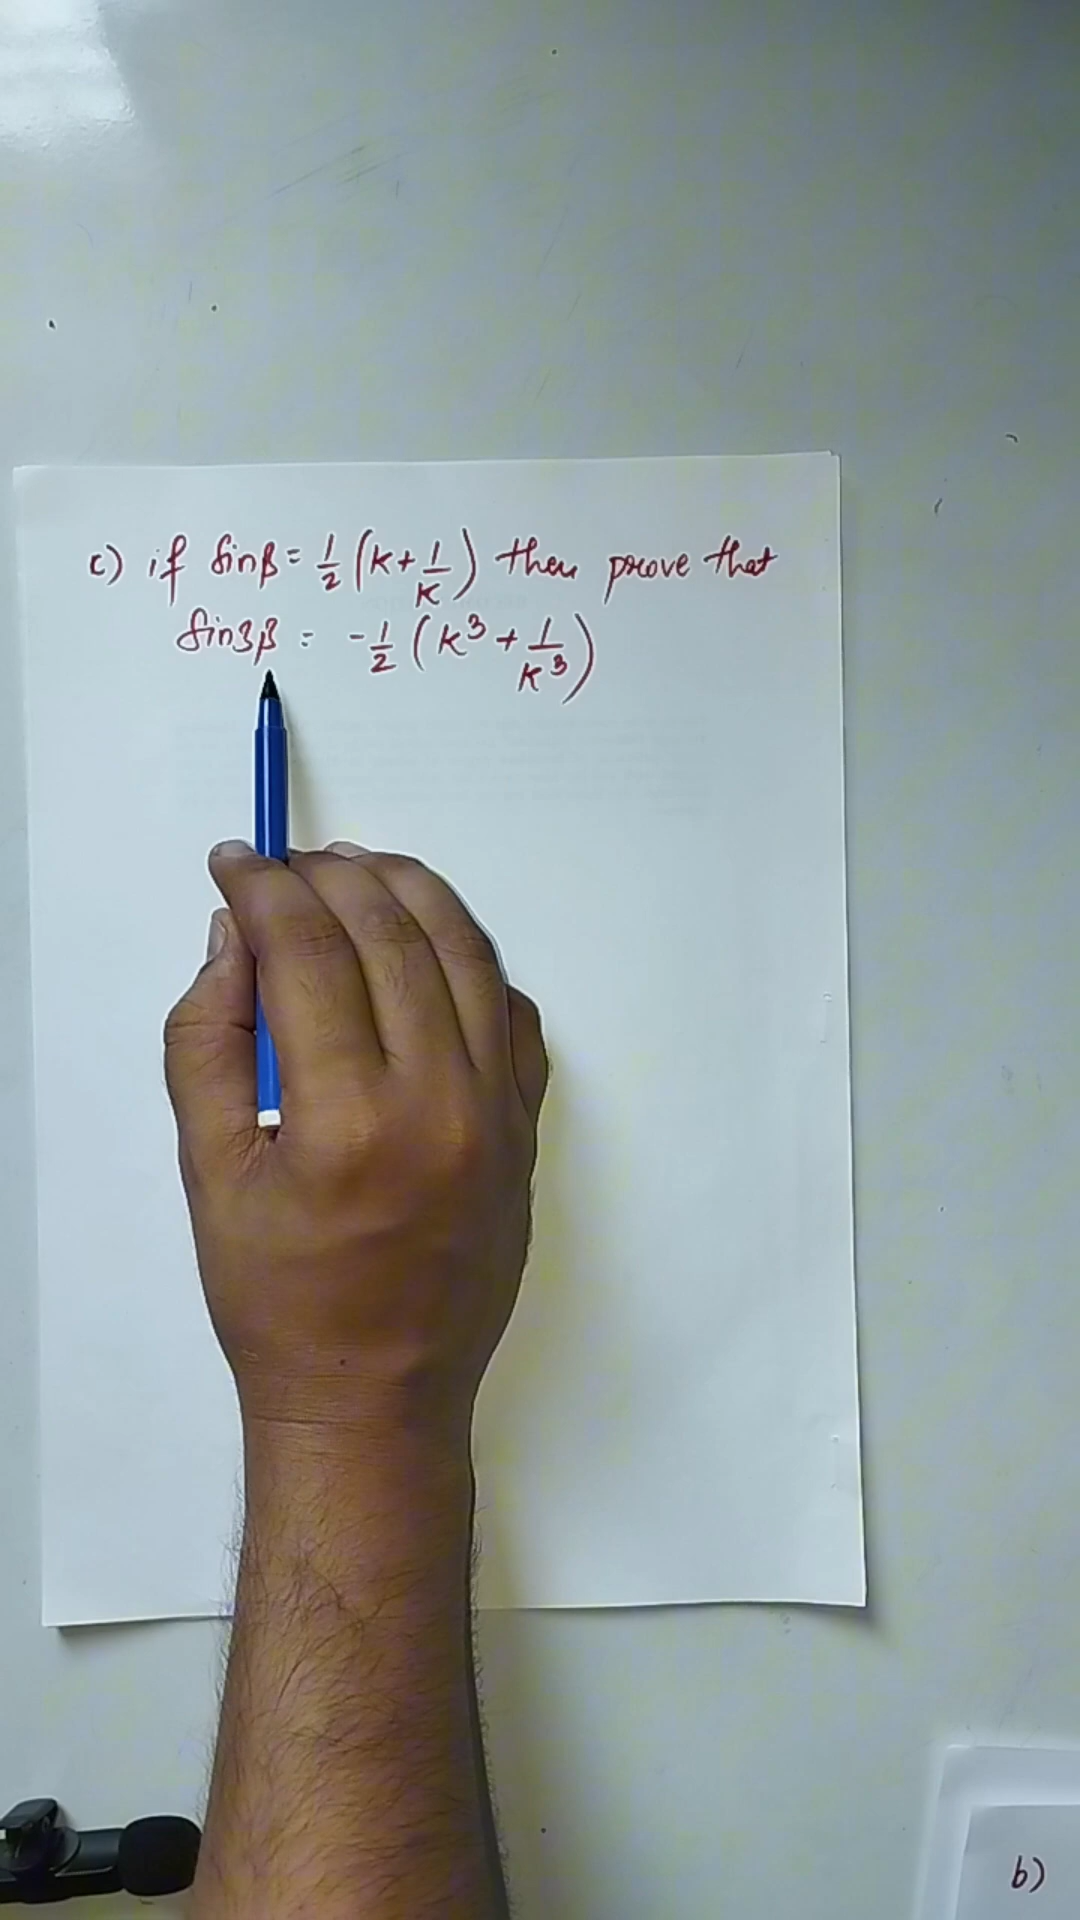 c) if sinβ = 1/2 (K + 1/K) then prove that
sin3β = -1/2 (K³ + 1/K³)
b)